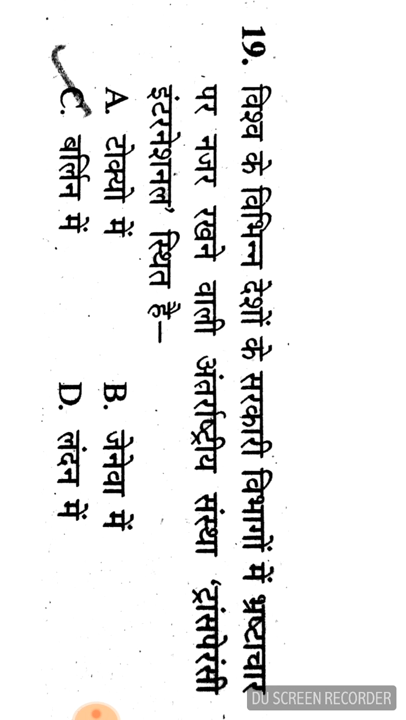 19. विश्व के विभिन्न देशों के सरकारी विभागों में भ्रष्टाचार
पर नजर रखने वाली अंतर्राष्ट्रीय संस्था 'ट्रांसपेरेंसी
इंटरनेशनल' स्थित है–
A. टोक्यो में B. जेनेवा में
C. बर्लिन में D. लंदन में
DU SCREEN RECORDER